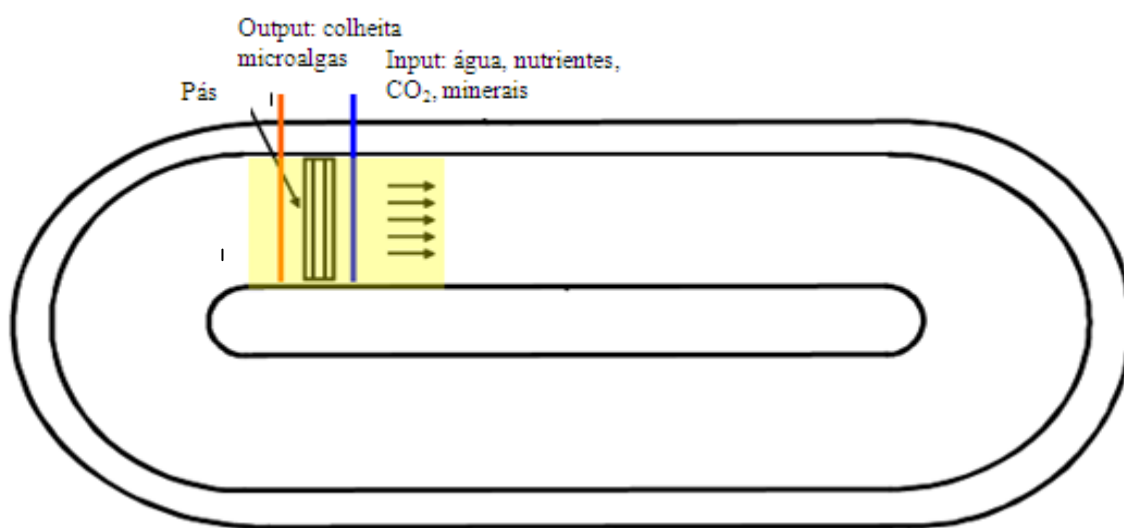 Output: colheita
microalgas
Input: água, nutrientes,
CO₂, minerais
Pás